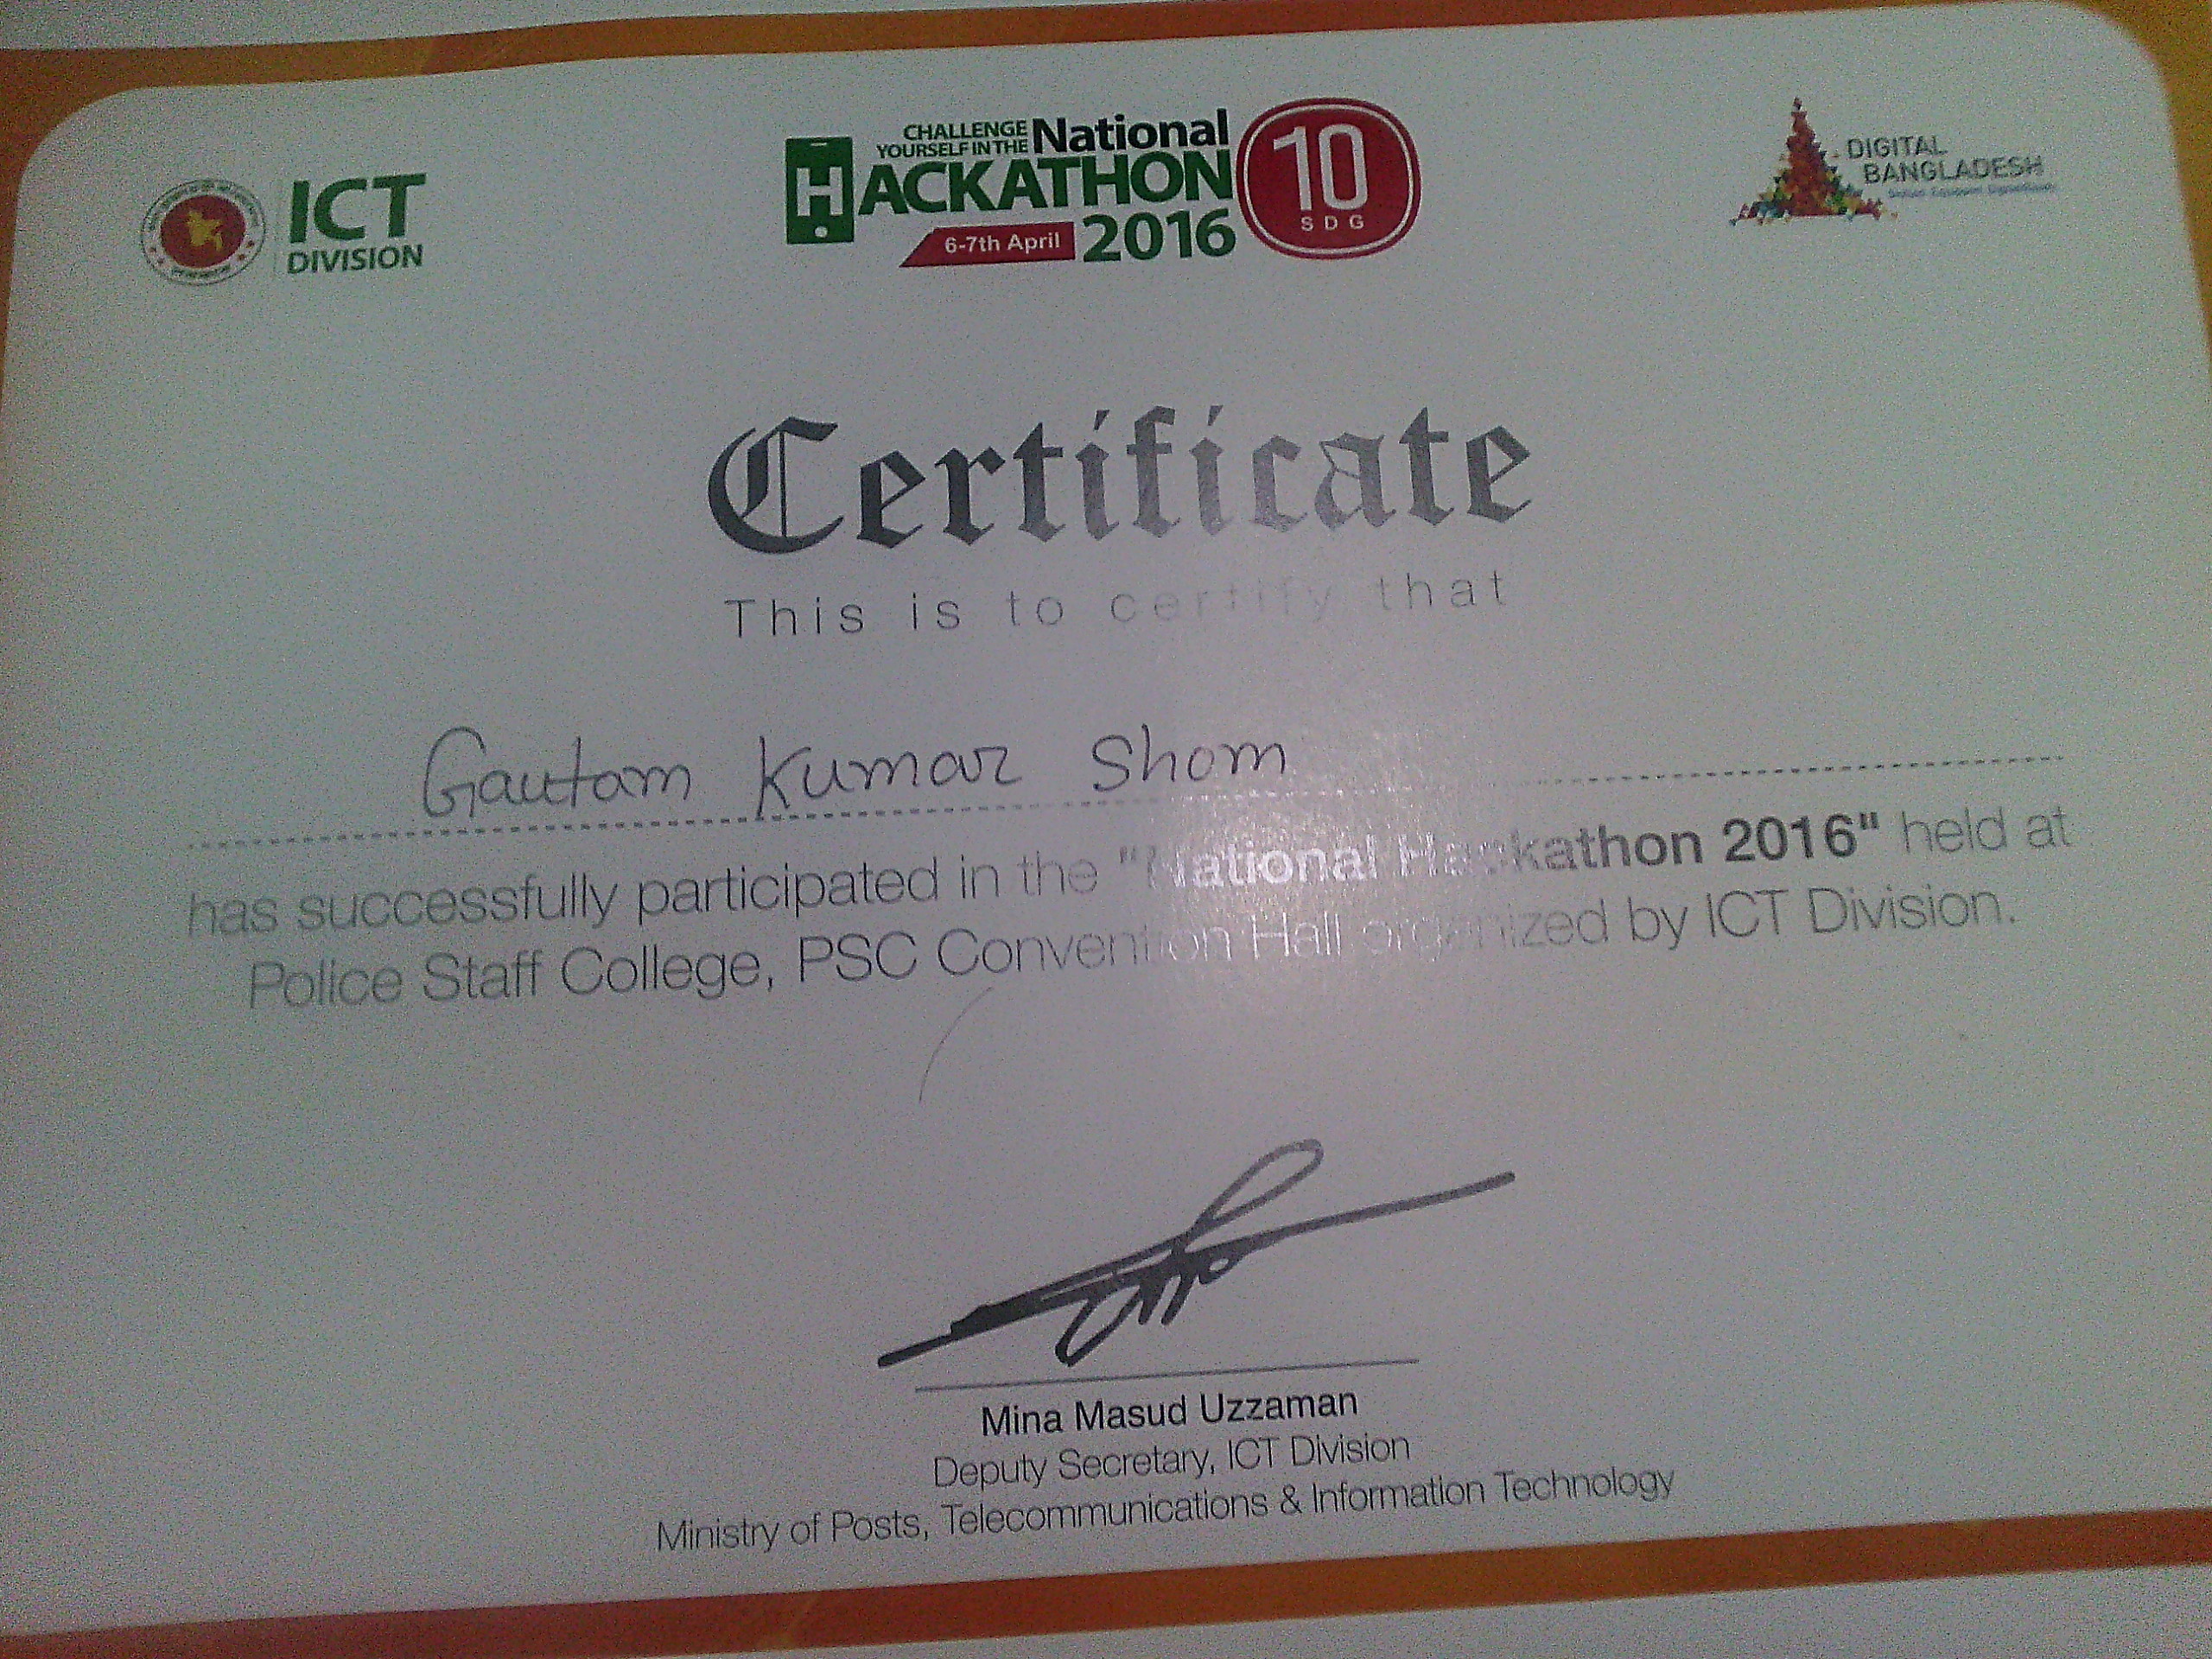 ICT
DIVISION
CHALLENGE
YOURSELF IN THE
National
HACKATHON
6-7th April
2016
10
SDG
DIGITAL
BANGLADESH
Certificate
This is to certify that
Gautam Kumar Shom
has successfully participated in the "National Hackathon 2016" held at
Police Staff College, PSC Convention Hall organized by ICT Division.
Mina Masud Uzzaman
Deputy Secretary, ICT Division
Ministry of Posts, Telecommunications & Information Technology